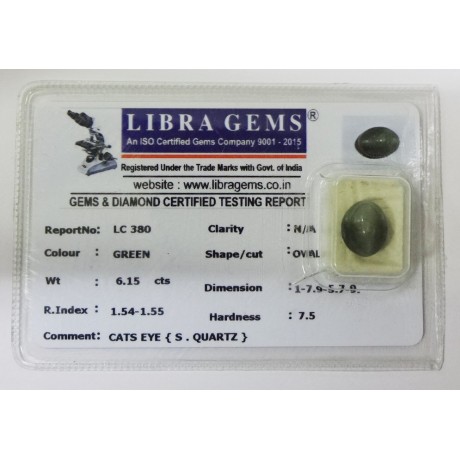 LIBRA GEMS®
An ISO Certified Gems Company 9001 - 2015
Registered Under the Trade Marks with Govt. of India
website : www.libragems.co.in
GEMS & DIAMOND CERTIFIED TESTING REPORT
ReportNo: LC 380 Clarity : N/A
Colour : GREEN Shape/cut : OVAL
Wt : 6.15 cts Dimension :
R.Index : 1.54-1.55 Hardness : 7.5
Comment: CATS EYE { S . QUARTZ }